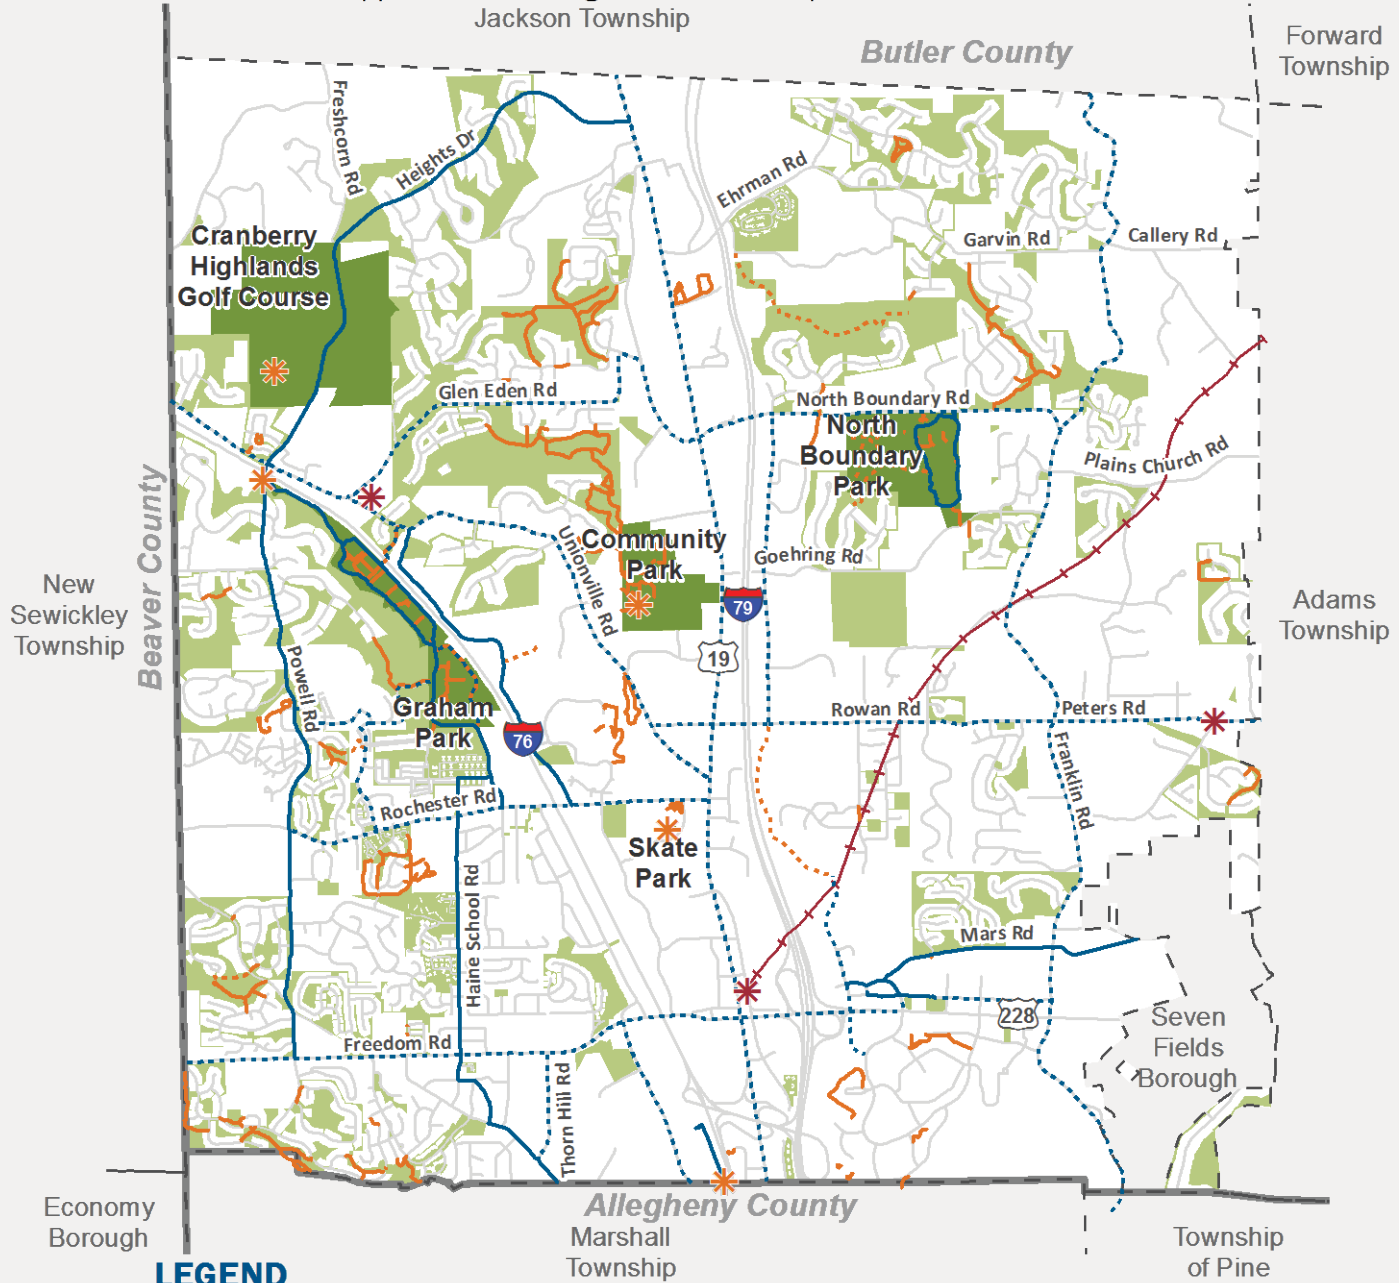 Jackson Township
Butler County
Forward
Township
Freshcorn Rd
Heights Dr
Ehrman Rd
Garvin Rd
Callery Rd
Cranberry
Highlands
Golf Course
Glen Eden Rd
North Boundary Rd
North
Boundary
Park
Plains Church Rd
Beaver County
New
Sewickley
Township
Unionville Rd
Community
Park
Goehring Rd
79
19
Adams
Township
Powell Rd
Graham
Park
76
Rowan Rd
Peters Rd
Franklin Rd
Rochester Rd
Skate
Park
Haine School Rd
Mars Rd
228
Seven
Fields
Borough
Freedom Rd
Thorn Hill Rd
Allegheny County
Economy
Borough
Marshall
Township
Township
of Pine
LEGEND